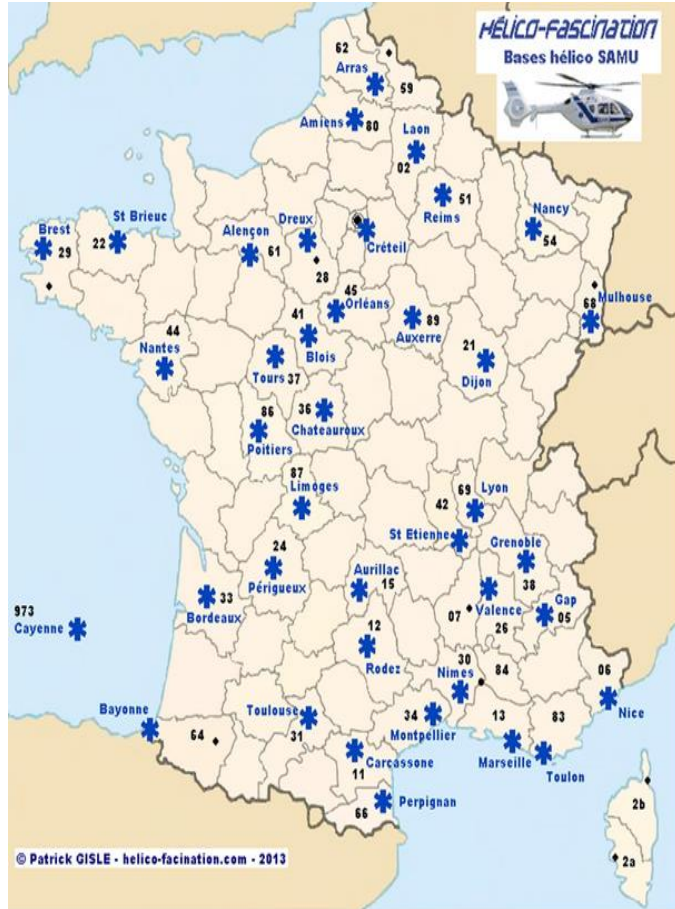 HÉLICO-FASCINATION
Bases hélico SAMU
62
Arras
59
Amiens
80
Laon
02
51
Reims
Nancy
54
Brest
29
St Brieuc
22
Alençon
61
Dreux
28
Créteil
45
Orléans
68
Mulhouse
41
Blois
89
Auxerre
21
Dijon
44
Nantes
Tours
37
36
Chateauroux
86
Poitiers
87
Limoges
69
Lyon
42
St Etienne
Grenoble
38
24
Périgueux
Aurillac
15
Valence
26
07
Gap
05
33
Bordeaux
973
Cayenne
12
Rodez
30
Nimes
84
06
Nice
Bayonne
64
Toulouse
31
34
Montpellier
13
Marseille
83
Toulon
Carcassone
11
66
Perpignan
2b
2a
© Patrick GISLE - helico-facination.com - 2013